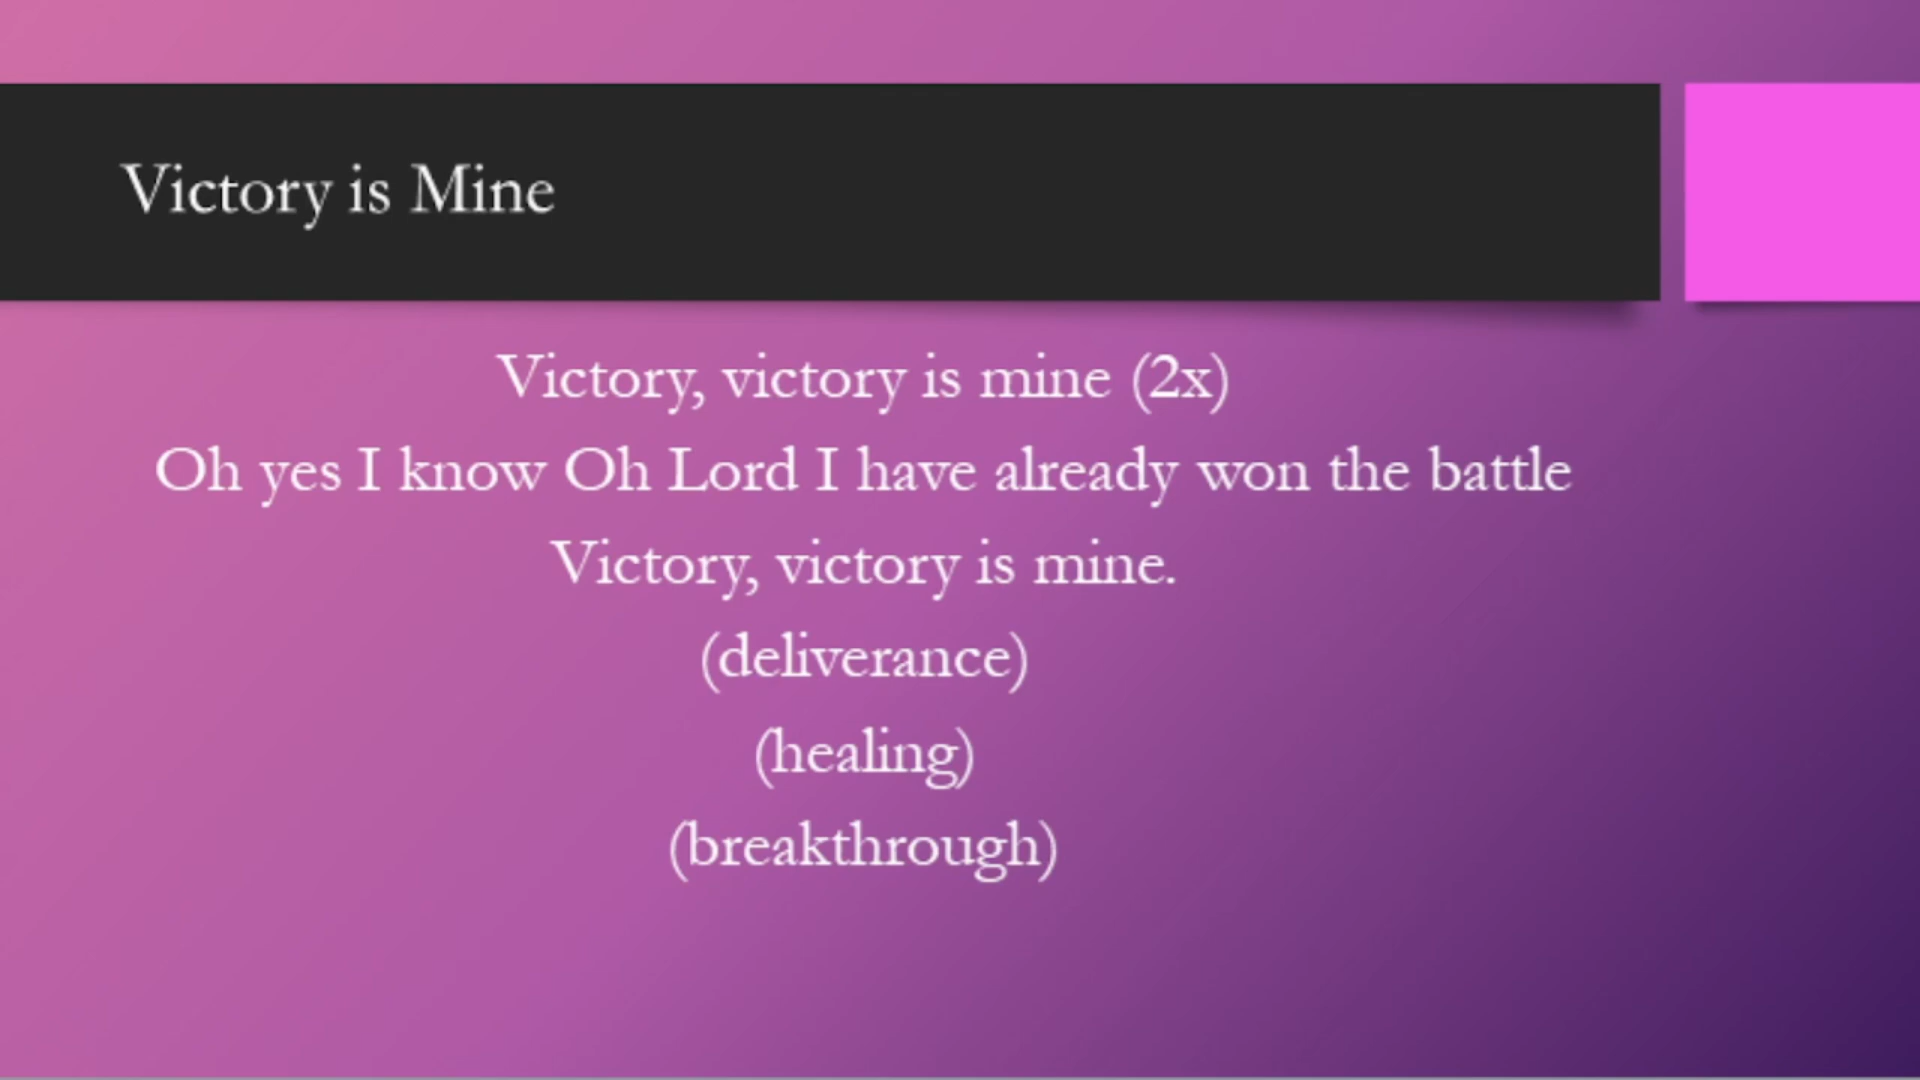 Victory is Mine
Victory, victory is mine (2x)
Oh yes I know Oh Lord I have already won the battle
Victory, victory is mine.
(deliverance)
(healing)
(breakthrough)